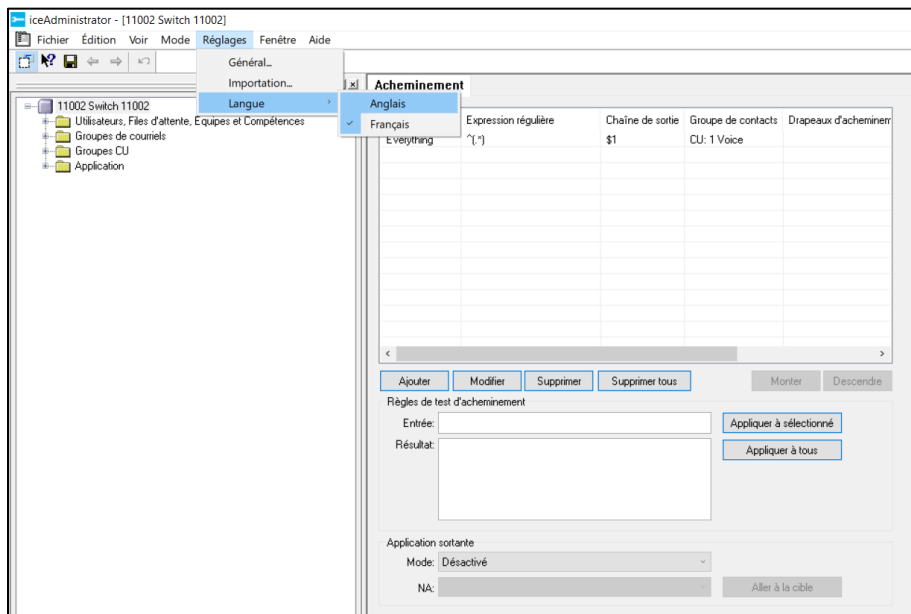 iceAdministrator - [11002 Switch 11002]
Fichier Édition Voir Mode Réglages Fenêtre Aide
Général...
Importation...
Langue
Anglais
Français
11002 Switch 11002
Utilisateurs, Files d'attente, Équipes et Compétences
Groupes de courriels
Groupes CU
Application
Acheminement
Expression régulière Chaîne de sortie Groupe de contacts Drapeaux d'acheminem
Everything ^(.*) $1 CU: 1 Voice
Ajouter Modifier Supprimer Supprimer tous Monter Descendre
Règles de test d'acheminement
Entrée: Appliquer à sélectionné
Résultat: Appliquer à tous
Application sortante
Mode: Désactivé
NA: Aller à la cible